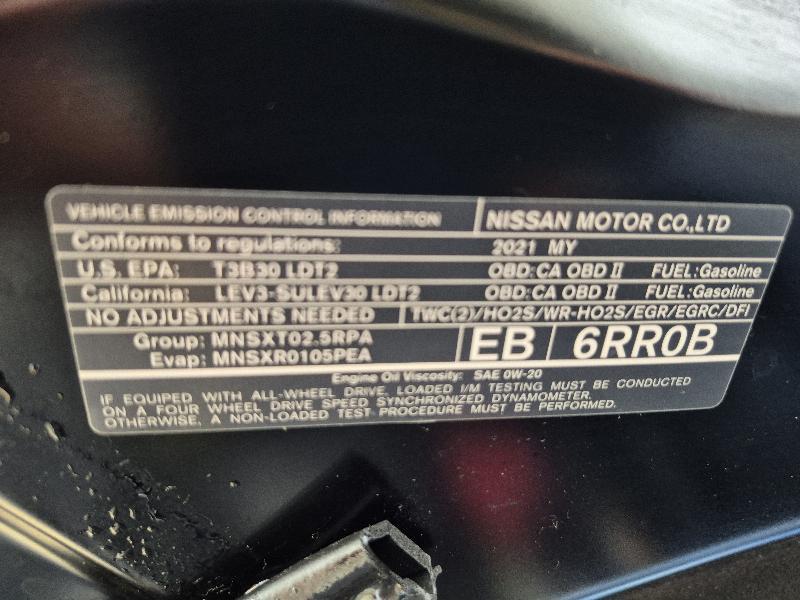 VEHICLE EMISSION CONTROL INFORMATION NISSAN MOTOR CO.,LTD
Conforms to regulations: 2021 MY
U.S. EPA: T3B30 LDT2 OBD:CA OBD II FUEL:Gasoline
California: LEV3-SULEV30 LDT2 OBD:CA OBD II FUEL:Gasoline
NO ADJUSTMENTS NEEDED TWC(2)/HO2S/WR-HO2S/EGR/EGRC/DFI
Group: MNSXT02.5RPA
Evap: MNSXR0105PEA
EB 6RR0B
Engine Oil Viscosity: SAE 0W-20
IF EQUIPPED WITH ALL-WHEEL DRIVE, LOADED I/M TESTING MUST BE CONDUCTED
ON A FOUR WHEEL DRIVE SPEED SYNCHRONIZED DYNAMOMETER.
OTHERWISE, A NON-LOADED TEST PROCEDURE MUST BE PERFORMED.